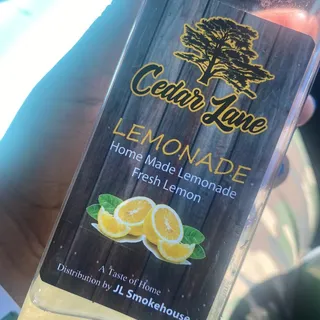 Cedar Lane
LEMONADE
Home Made Lemonade
Fresh Lemon
A Taste of Home
Distribution by JL Smokehouse